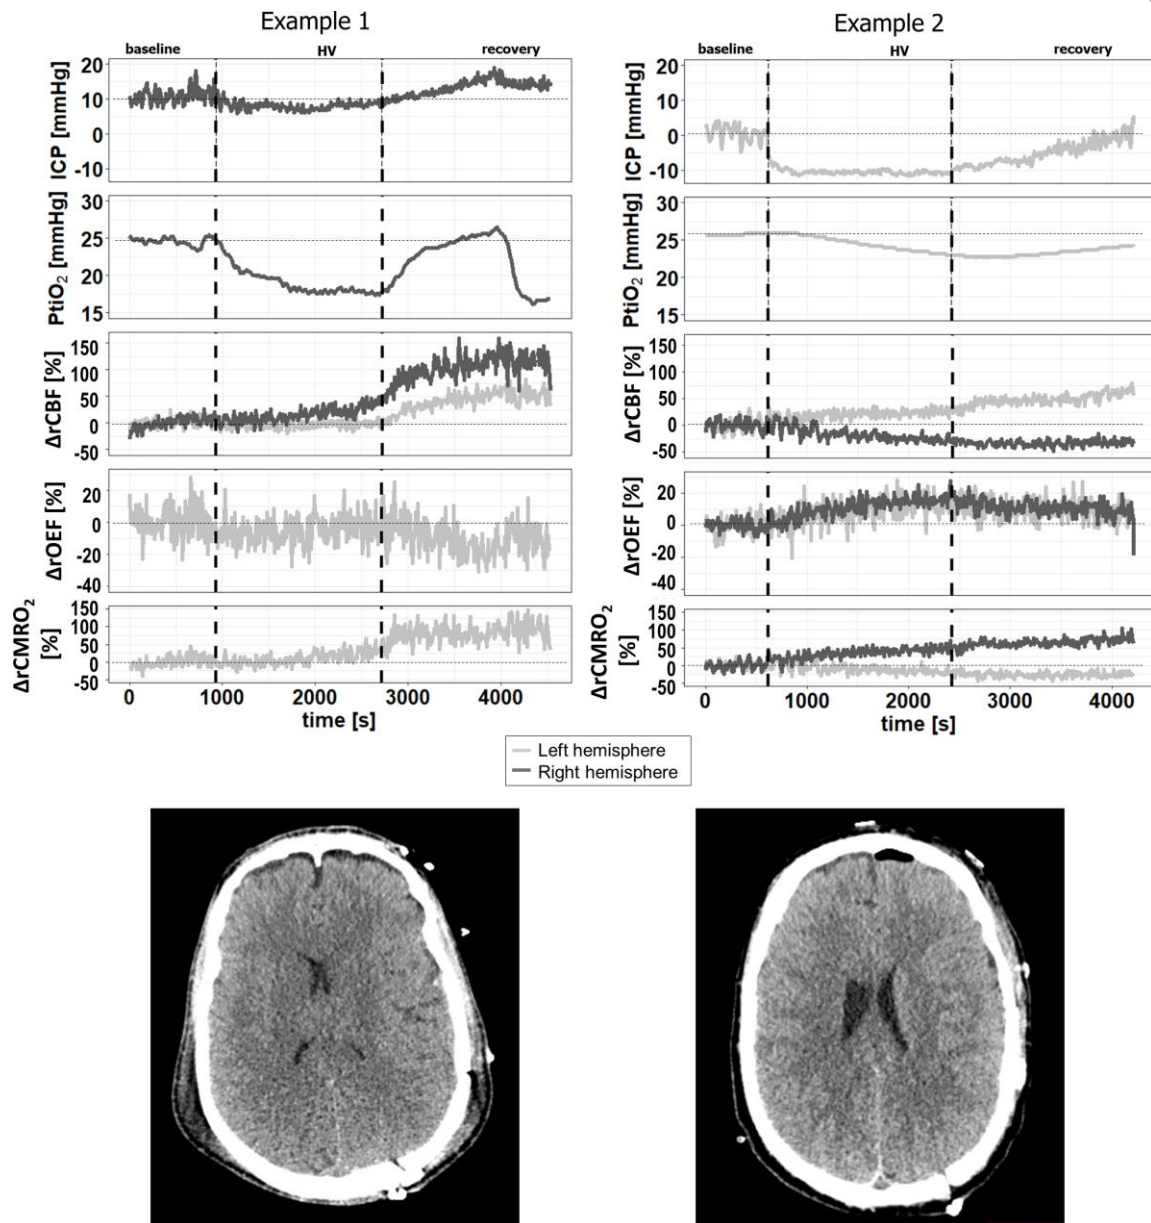 Example 1
baseline HV recovery
ICP [mmHg]
20
10
0
-10
PtiO2 [mmHg]
30
25
20
15
ΔrCBF [%]
150
100
50
0
-50
ΔrOEF [%]
20
0
-20
-40
ΔrCMRO2
[%]
150
100
50
0
-50
0 1000 2000 3000 4000
time [s]
Example 2
baseline HV recovery
ICP [mmHg]
20
10
0
-10
PtiO2 [mmHg]
30
25
20
15
ΔrCBF [%]
150
100
50
0
-50
ΔrOEF [%]
20
0
-20
-40
ΔrCMRO2
[%]
150
100
50
0
-50
0 1000 2000 3000 4000
time [s]
Left hemisphere
Right hemisphere